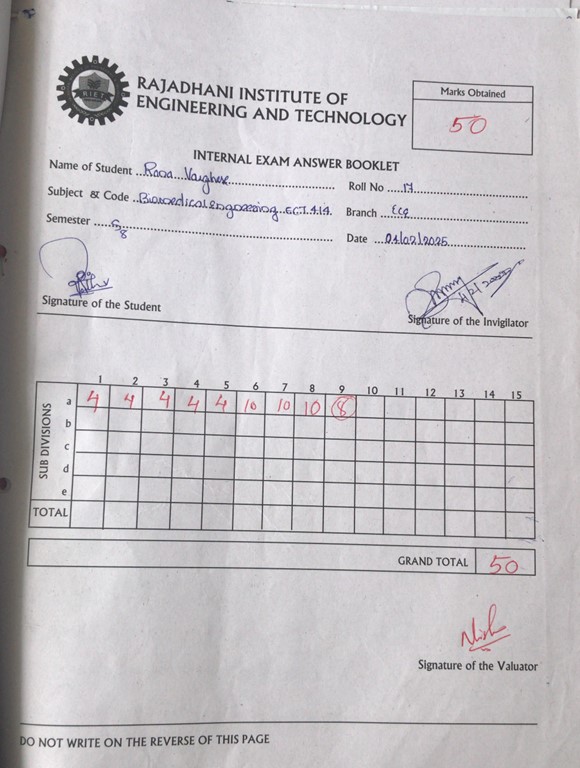 RIET
RAJADHANI INSTITUTE OF
ENGINEERING AND TECHNOLOGY
Marks Obtained
50
INTERNAL EXAM ANSWER BOOKLET
Name of Student .. Varghese
Roll No ... 17
Subject & Code .. Biomedical engineering.. ECT 414.
Branch . ECE
Semester ..... S8
Date .. 04/02/2025
Signature of the Student
Signature of the Invigilator
1 2 3 4 5 6 7 8 9 10 11 12 13 14 15
SUB DIVISIONS
a 4 4 4 4 4 10 10 10 8
b
c
d
e
TOTAL
GRAND TOTAL 50
Signature of the Valuator
DO NOT WRITE ON THE REVERSE OF THIS PAGE